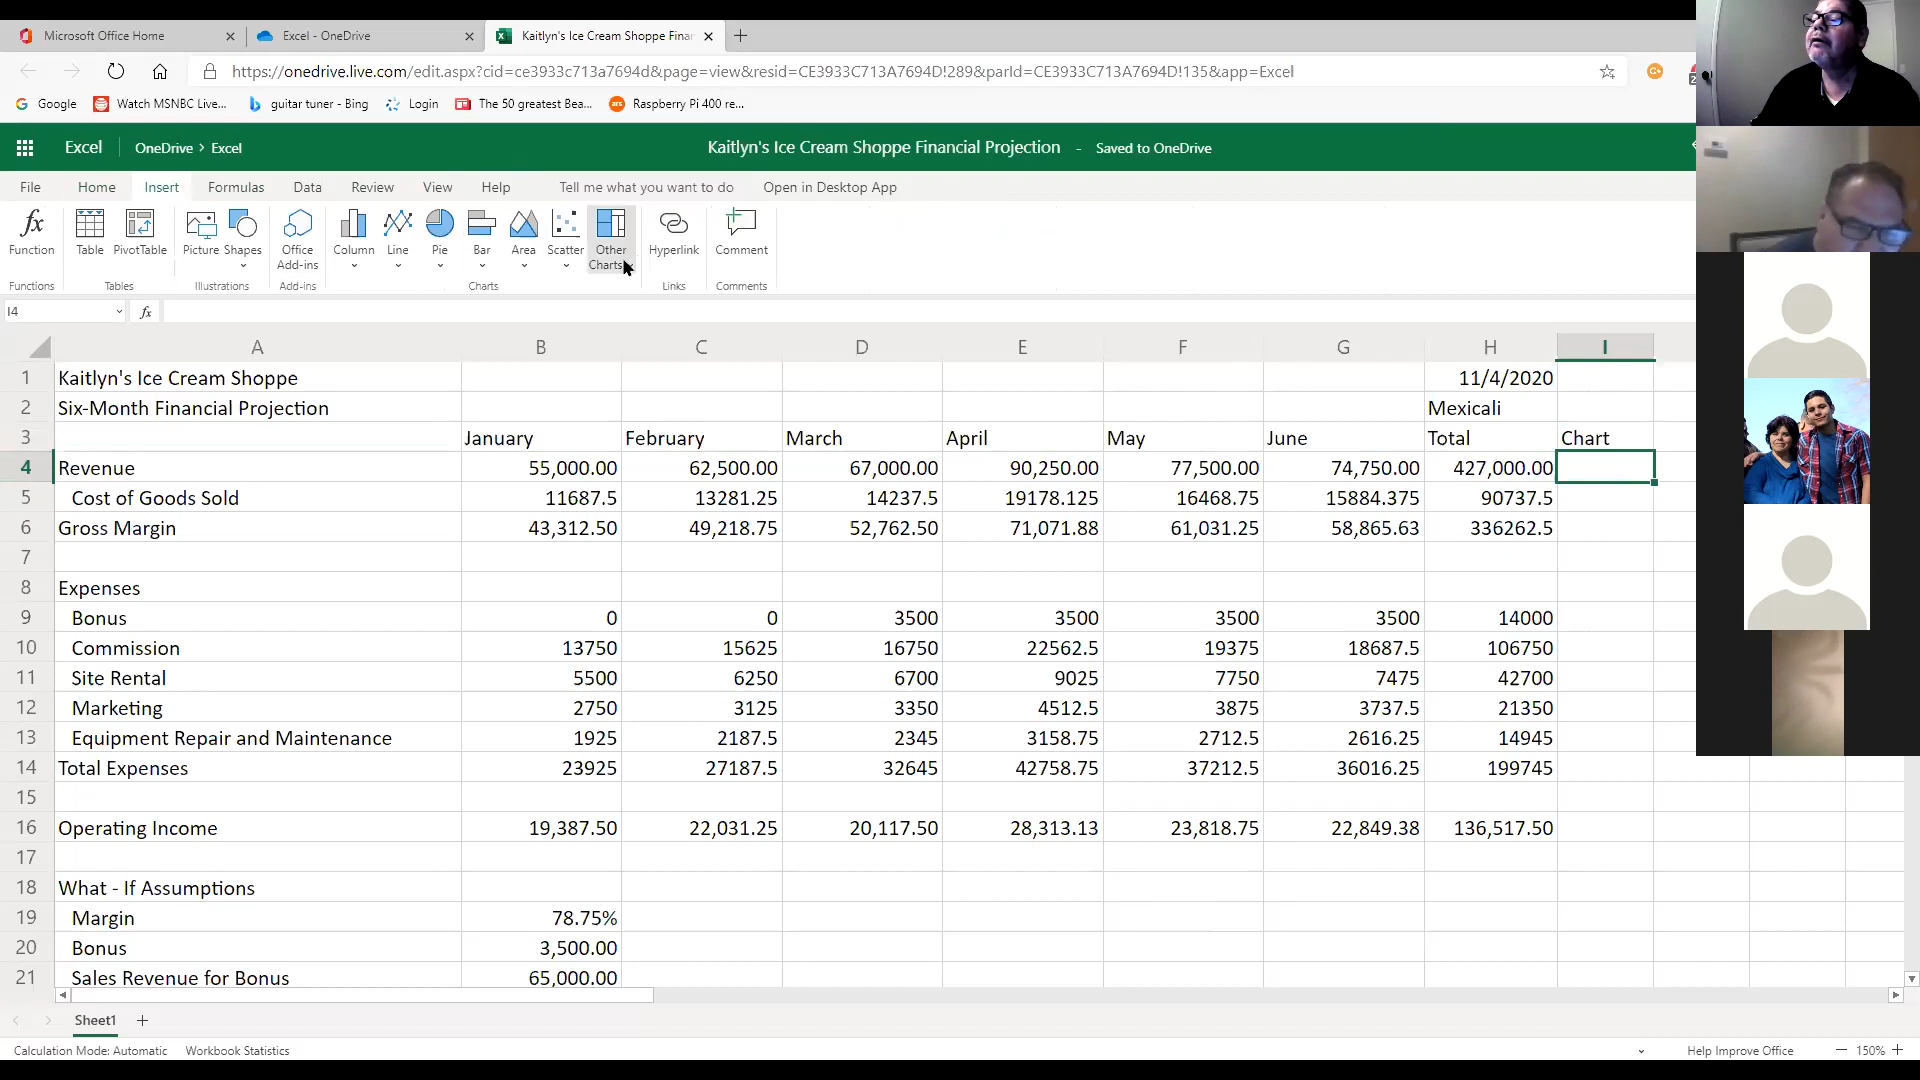 Microsoft Office Home
Excel - OneDrive
Kaitlyn's Ice Cream Shoppe Finar
https://onedrive.live.com/edit.aspx?cid=ce3933c713a7694d&page=view&resid=CE3933C713A7694D!289&parId=CE3933C713A7694D!135&app=Excel
Google Watch MSNBC Live... guitar tuner - Bing Login The 50 greatest Bea... Raspberry Pi 400 re...
Excel OneDrive > Excel Kaitlyn's Ice Cream Shoppe Financial Projection - Saved to OneDrive
File Home Insert Formulas Data Review View Help Tell me what you want to do Open in Desktop App
Function Table PivotTable Picture Shapes Office Add-ins Column Line Pie Bar Area Scatter Other Charts Hyperlink Comment
Functions Tables Illustrations Add-ins Charts Links Comments
I4 fx
A B C D E F G H I
1 Kaitlyn's Ice Cream Shoppe 11/4/2020
2 Six-Month Financial Projection Mexicali
3 January February March April May June Total Chart
4 Revenue 55,000.00 62,500.00 67,000.00 90,250.00 77,500.00 74,750.00 427,000.00
5 Cost of Goods Sold 11687.5 13281.25 14237.5 19178.125 16468.75 15884.375 90737.5
6 Gross Margin 43,312.50 49,218.75 52,762.50 71,071.88 61,031.25 58,865.63 336262.5
7
8 Expenses
9 Bonus 0 0 3500 3500 3500 3500 14000
10 Commission 13750 15625 16750 22562.5 19375 18687.5 106750
11 Site Rental 5500 6250 6700 9025 7750 7475 42700
12 Marketing 2750 3125 3350 4512.5 3875 3737.5 21350
13 Equipment Repair and Maintenance 1925 2187.5 2345 3158.75 2712.5 2616.25 14945
14 Total Expenses 23925 27187.5 32645 42758.75 37212.5 36016.25 199745
15
16 Operating Income 19,387.50 22,031.25 20,117.50 28,313.13 23,818.75 22,849.38 136,517.50
17
18 What - If Assumptions
19 Margin 78.75%
20 Bonus 3,500.00
21 Sales Revenue for Bonus 65,000.00
Sheet1
Calculation Mode: Automatic Workbook Statistics Help Improve Office 150%